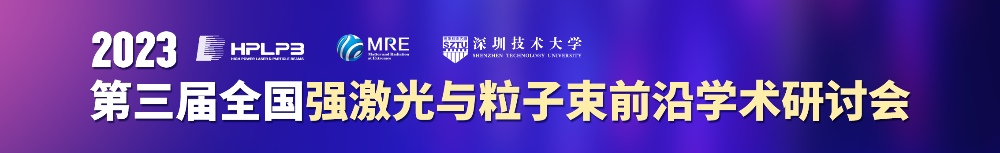 2023
HPLPB
HIGH POWER LASER & PARTICLE BEAMS
MRE
Matter and Radiation
at Extremes
深圳技術大學
SZTU
深圳技术大学
SHENZHEN TECHNOLOGY UNIVERSITY
第三届全国强激光与粒子束前沿学术研讨会